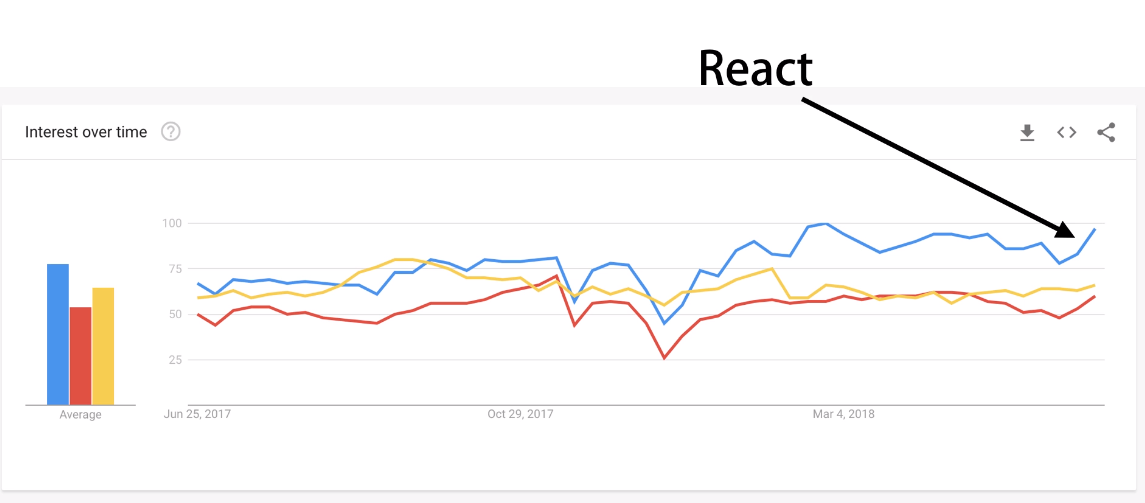 React
Interest over time ?
100
75
50
25
Average
Jun 25, 2017 Oct 29, 2017 Mar 4, 2018